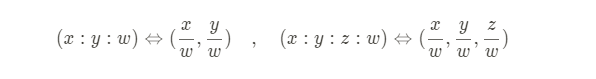 (x : y : w) ⇔ (x/w, y/w) , (x : y : z : w) ⇔ (x/w, y/w, z/w)